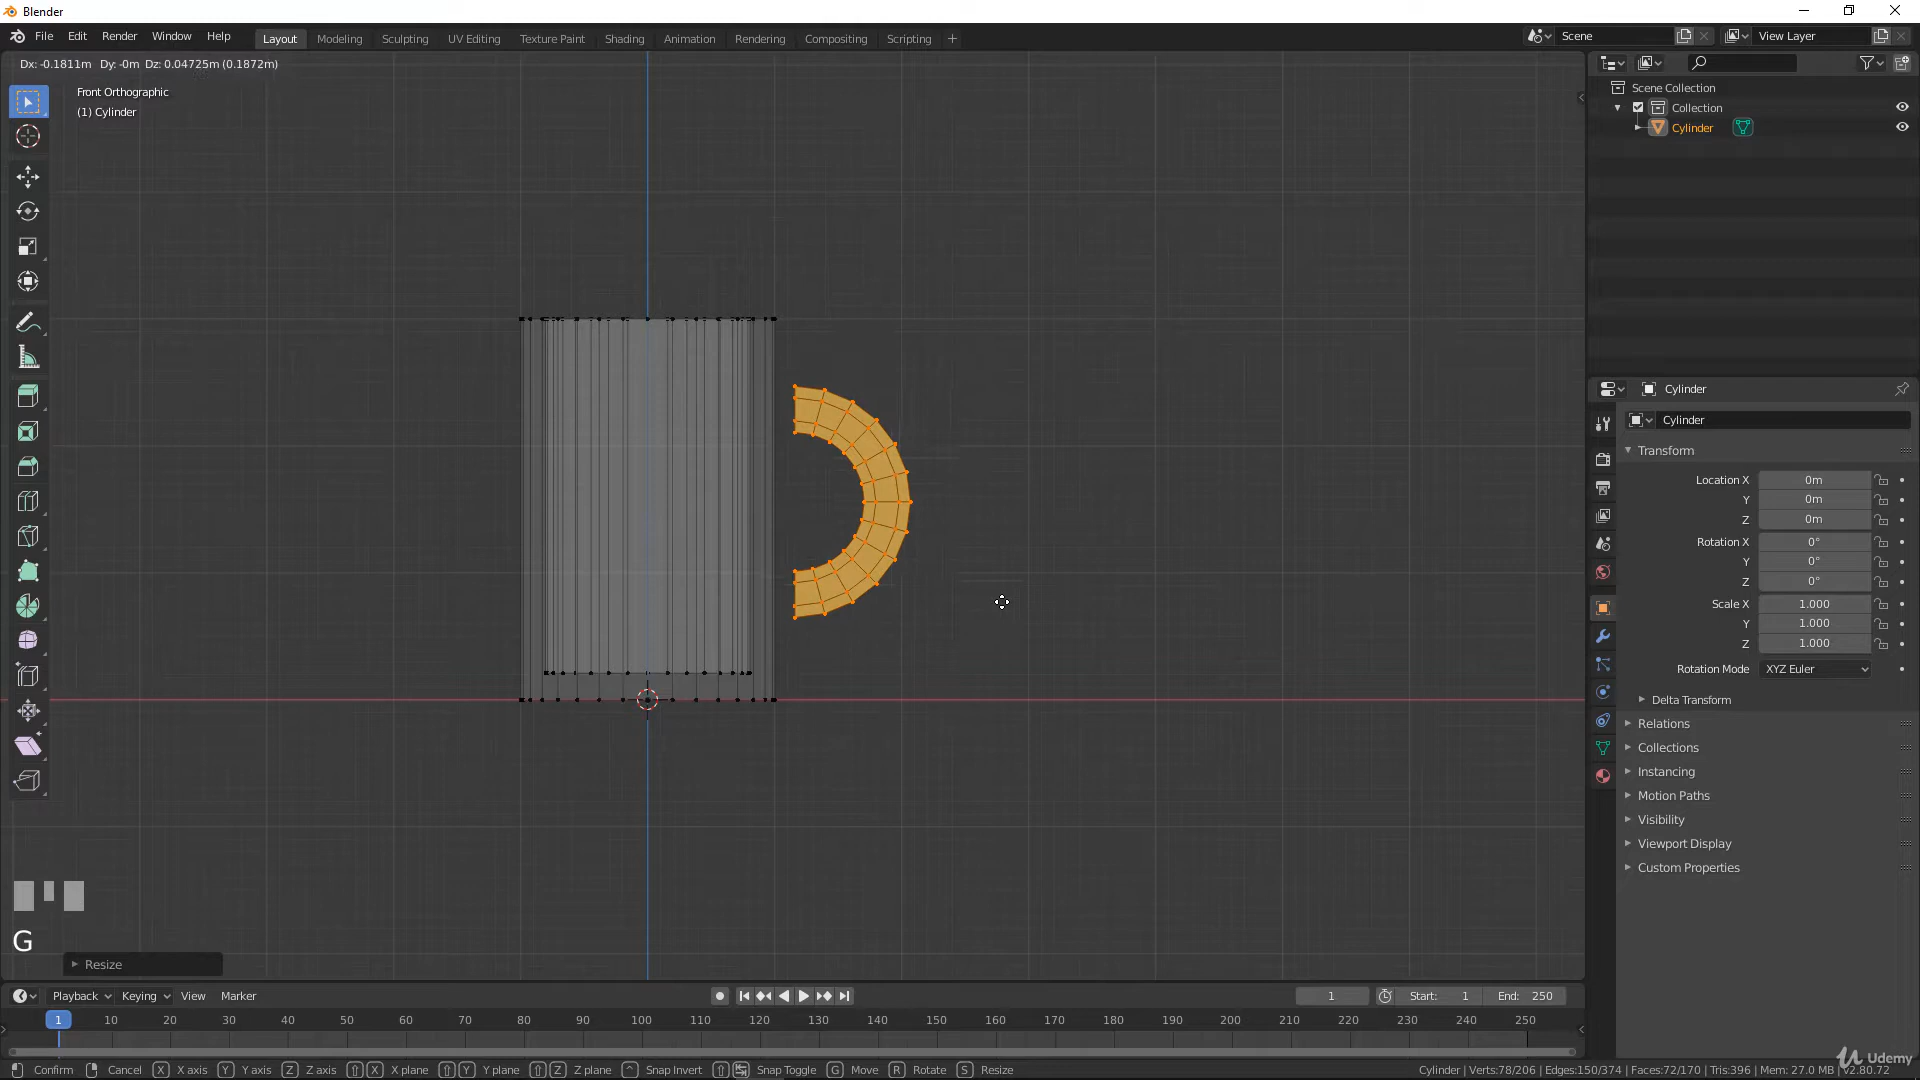 Blender
File Edit Render Window Help
Layout Modeling Sculpting UV Editing Texture Paint Shading Animation Rendering Compositing Scripting +
Scene
View Layer
Dx: -0.1811m Dy: -0m Dz: 0.04725m (0.1872m)
Front Orthographic
(1) Cylinder
Scene Collection
Collection
Cylinder
Cylinder
Cylinder
Transform
Location X 0m
Y 0m
Z 0m
Rotation X 0°
Y 0°
Z 0°
Scale X 1.000
Y 1.000
Z 1.000
Rotation Mode XYZ Euler
Delta Transform
Relations
Collections
Instancing
Motion Paths
Visibility
Viewport Display
Custom Properties
G
Resize
Playback Keying View Marker
1
Start: 1
End: 250
1 10 20 30 40 50 60 70 80 90 100 110 120 130 140 150 160 170 180 190 200 210 220 230 240 250
Confirm Cancel X X axis Y Y axis Z Z axis X X plane Y Y plane Z Z plane ^ Snap Invert Snap Toggle G Move R Rotate S Resize
Cylinder | Verts:78/206 | Edges:150/374 | Faces:72/170 | Tris:396 | Mem: 27.0 MB | v2.80.72
Udemy